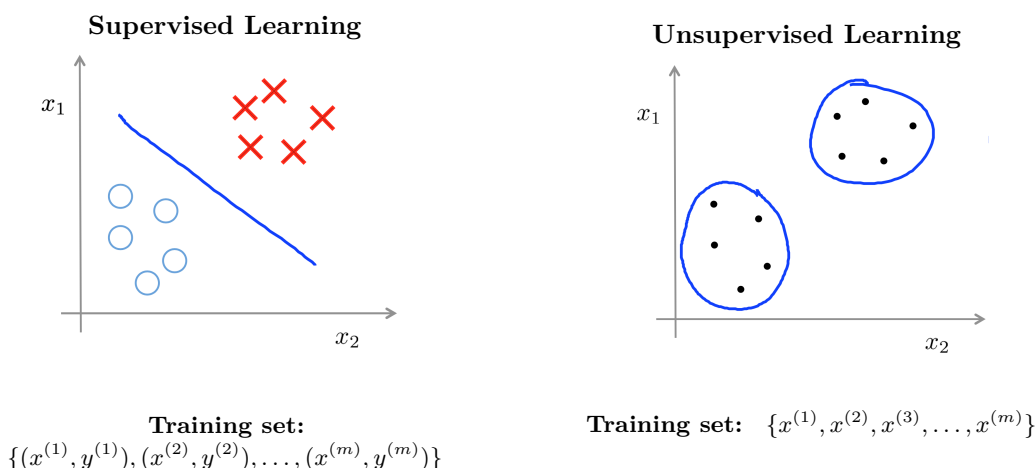 Supervised Learning
x₁
x₂
Training set:
{(x⁽¹⁾, y⁽¹⁾), (x⁽²⁾, y⁽²⁾), . . . , (x⁽ᵐ⁾, y⁽ᵐ⁾)}
Unsupervised Learning
x₁
x₂
Training set: {x⁽¹⁾, x⁽²⁾, x⁽³⁾, . . . , x⁽ᵐ⁾}